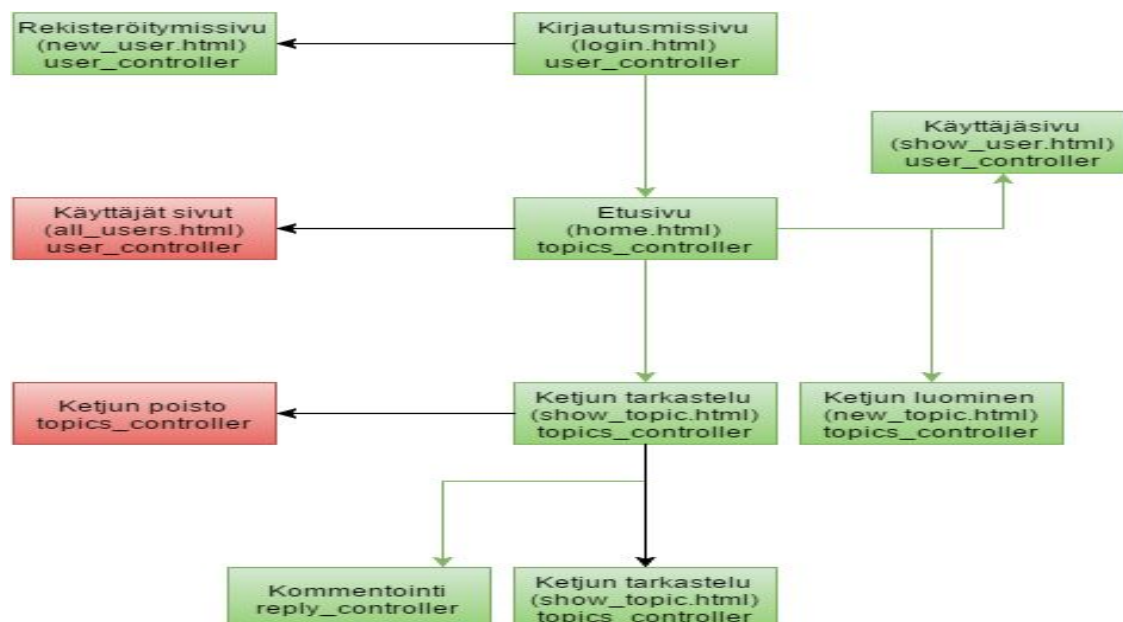 Rekisteröitymissivu
(new_user.html)
user_controller
Kirjautusmissivu
(login.html)
user_controller
Käyttäjäsivu
(show_user.html)
user_controller
Käyttäjät sivut
(all_users.html)
user_controller
Etusivu
(home.html)
topics_controller
Ketjun poisto
topics_controller
Ketjun tarkastelu
(show_topic.html)
topics_controller
Ketjun luominen
(new_topic.html)
topics_controller
Kommentointi
reply_controller
Ketjun tarkastelu
(show_topic.html)
topics_controller